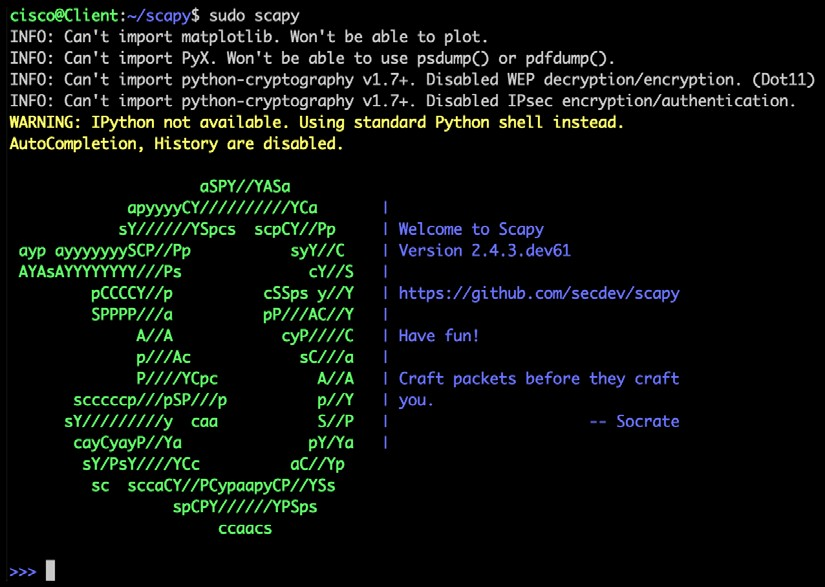 cisco@Client:~/scapy$ sudo scapy
INFO: Can't import matplotlib. Won't be able to plot.
INFO: Can't import PyX. Won't be able to use psdump() or pdfdump().
INFO: Can't import python-cryptography v1.7+. Disabled WEP decryption/encryption. (Dot11)
INFO: Can't import python-cryptography v1.7+. Disabled IPsec encryption/authentication.
WARNING: IPython not available. Using standard Python shell instead.
AutoCompletion, History are disabled.
                     aSPY//YASa
             apyyyyCY//////////YCa       |
            sY//////YSpcs  scpCY//Pp     | Welcome to Scapy
 ayp ayyyyyyySCP//Pp           syY//C    | Version 2.4.3.dev61
 AYAsAYYYYYYYY///Ps              cY//S   |
         pCCCCY//p          cSSps y//Y   | https://github.com/secdev/scapy
         SPPPP///a          pP///AC//Y   |
              A//A            cyP////C   | Have fun!
              p///Ac            sC///a   |
              P////YCpc           A//A   | Craft packets before they craft
       scccccp///pSP///p          p//Y   | you.
      sY/////////y  caa           S//P   |                      -- Socrate
       cayCyayP//Ya              pY/Ya   |
        sY/PsY////YCc          aC//Yp
         sc  sccaCY//PCypaapyCP//YSs
                  spCPY//////YPSps
                       ccaacs
>>>